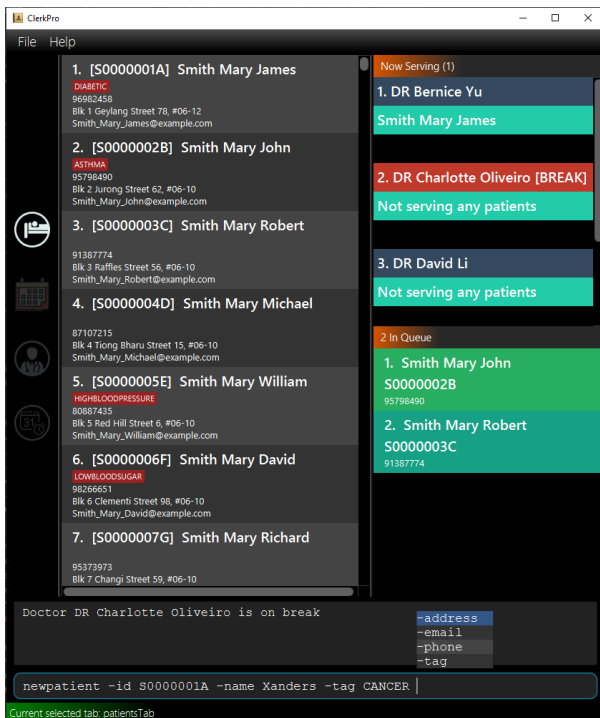 ClerkPro
File Help
1. [S0000001A] Smith Mary James
DIABETIC
96982458
Blk 1 Geylang Street 78, #06-12
Smith_Mary_James@example.com
2. [S0000002B] Smith Mary John
ASTHMA
95798490
Blk 2 Jurong Street 62, #06-10
Smith_Mary_John@example.com
3. [S0000003C] Smith Mary Robert
91387774
Blk 3 Raffles Street 56, #06-10
Smith_Mary_Robert@example.com
4. [S0000004D] Smith Mary Michael
87107215
Blk 4 Tiong Bharu Street 15, #06-10
Smith_Mary_Michael@example.com
5. [S0000005E] Smith Mary William
HIGHBLOODPRESSURE
80887435
Blk 5 Red Hill Street 6, #06-10
Smith_Mary_William@example.com
6. [S0000006F] Smith Mary David
LOWBLOODSUGAR
98266651
Blk 6 Clementi Street 98, #06-10
Smith_Mary_David@example.com
7. [S0000007G] Smith Mary Richard
95373973
Blk 7 Changi Street 59, #06-10
Now Serving (1)
1. DR Bernice Yu
Smith Mary James
2. DR Charlotte Oliveiro [BREAK]
Not serving any patients
3. DR David Li
Not serving any patients
2 In Queue
1. Smith Mary John
S0000002B
95798490
2. Smith Mary Robert
S0000003C
91387774
Doctor DR Charlotte Oliveiro is on break
-address
-email
-phone
-tag
newpatient -id S0000001A -name Xanders -tag CANCER
Current selected tab: patientsTab